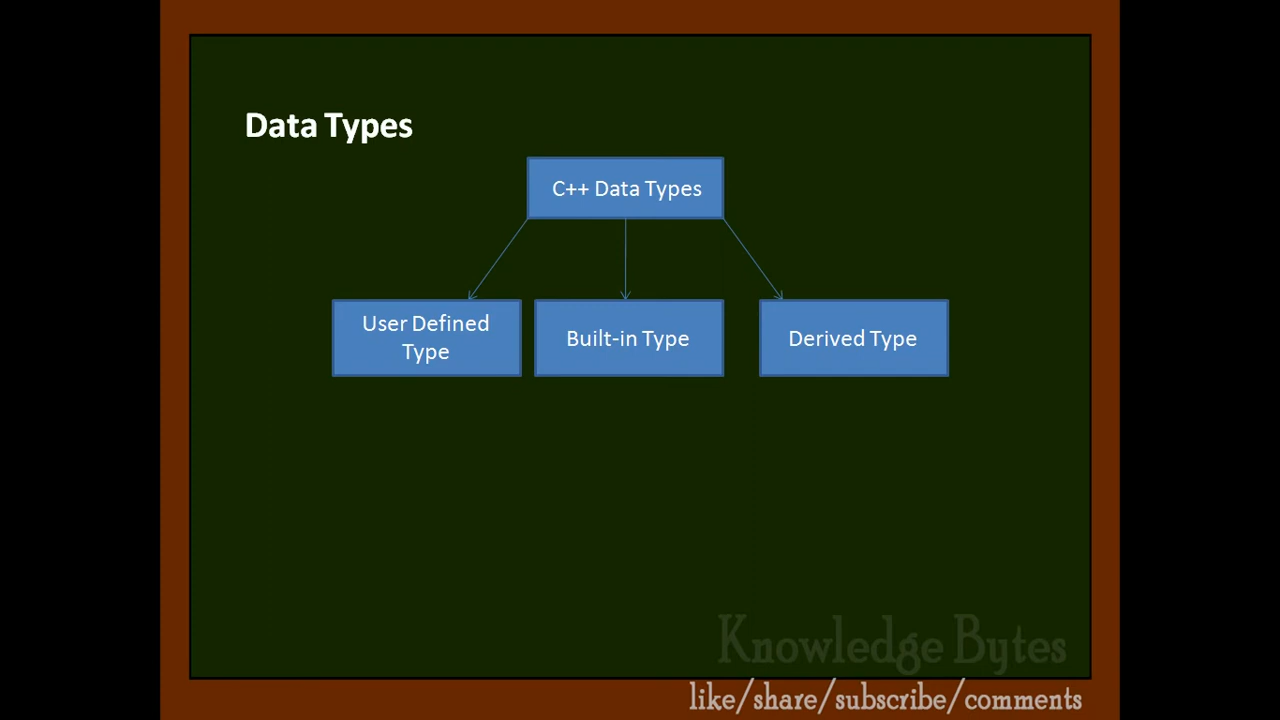 Data Types
C++ Data Types
User Defined
Type
Built-in Type
Derived Type
Knowledge Bytes
like/share/subscribe/comments